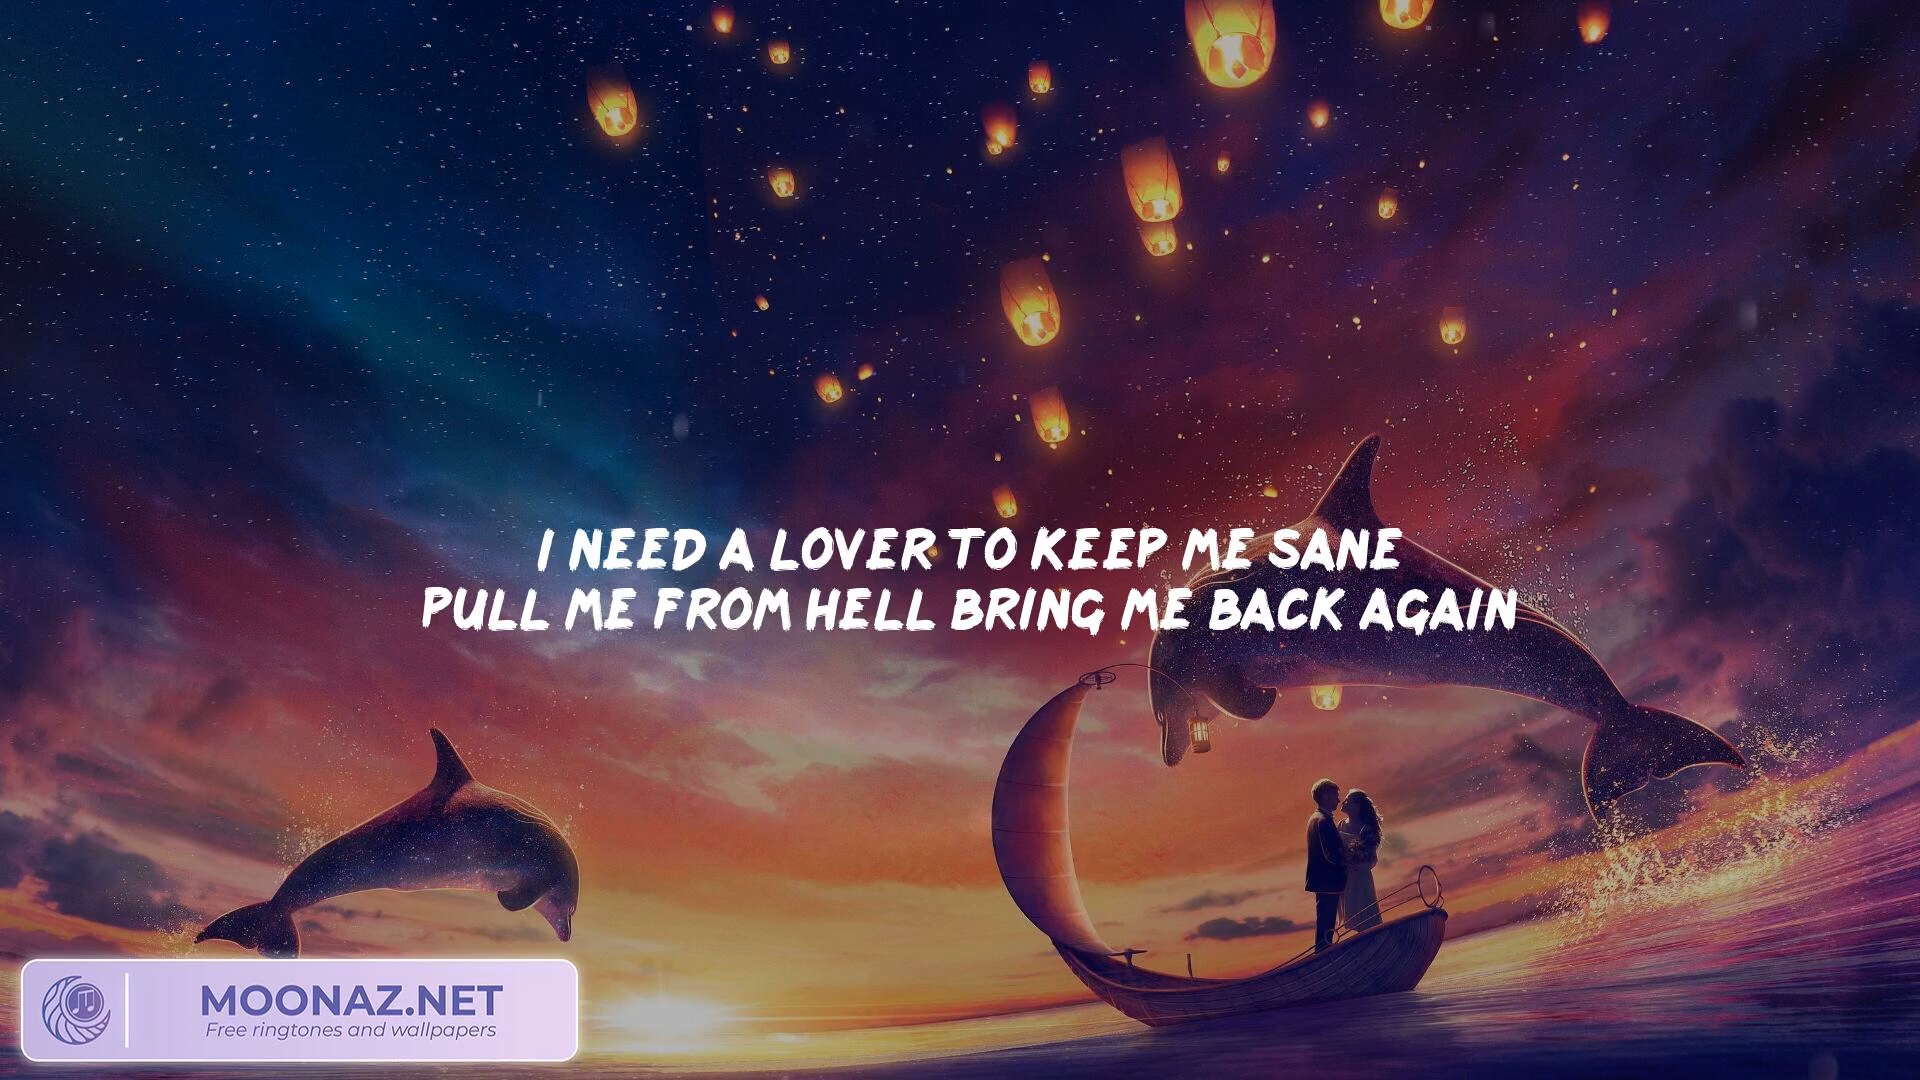 I NEED A LOVER TO KEEP ME SANE
PULL ME FROM HELL BRING ME BACK AGAIN
MOONAZ.NET
Free ringtones and wallpapers